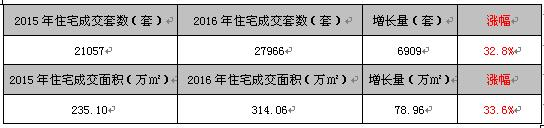 2015年住宅成交套数（套） 2016年住宅成交套数（套） 增长量（套） 涨幅
21057 27966 6909 32.8%
2015年住宅成交面积（万㎡） 2016年住宅成交面积（万㎡） 增长量（万㎡） 涨幅
235.10 314.06 78.96 33.6%